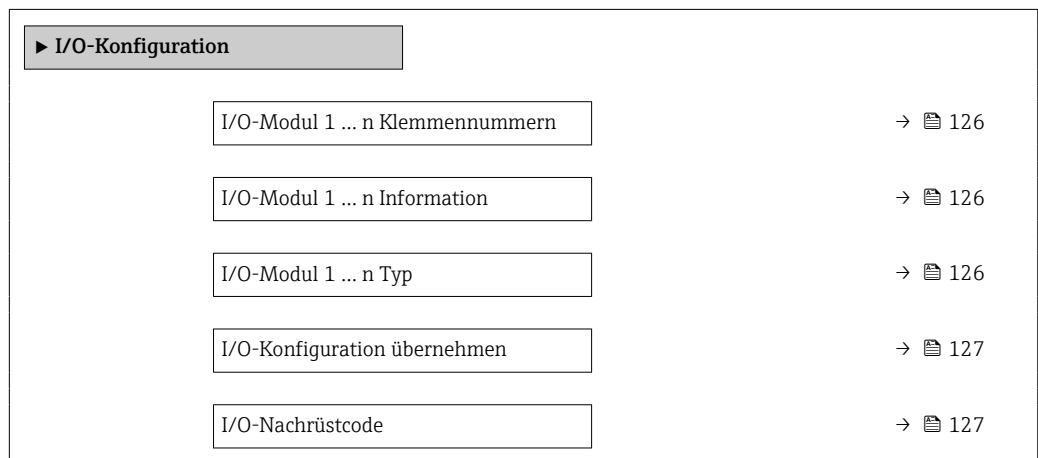 ► I/O-Konfiguration
I/O-Modul 1 … n Klemmennummern → 126
I/O-Modul 1 … n Information → 126
I/O-Modul 1 … n Typ → 126
I/O-Konfiguration übernehmen → 127
I/O-Nachrüstcode → 127